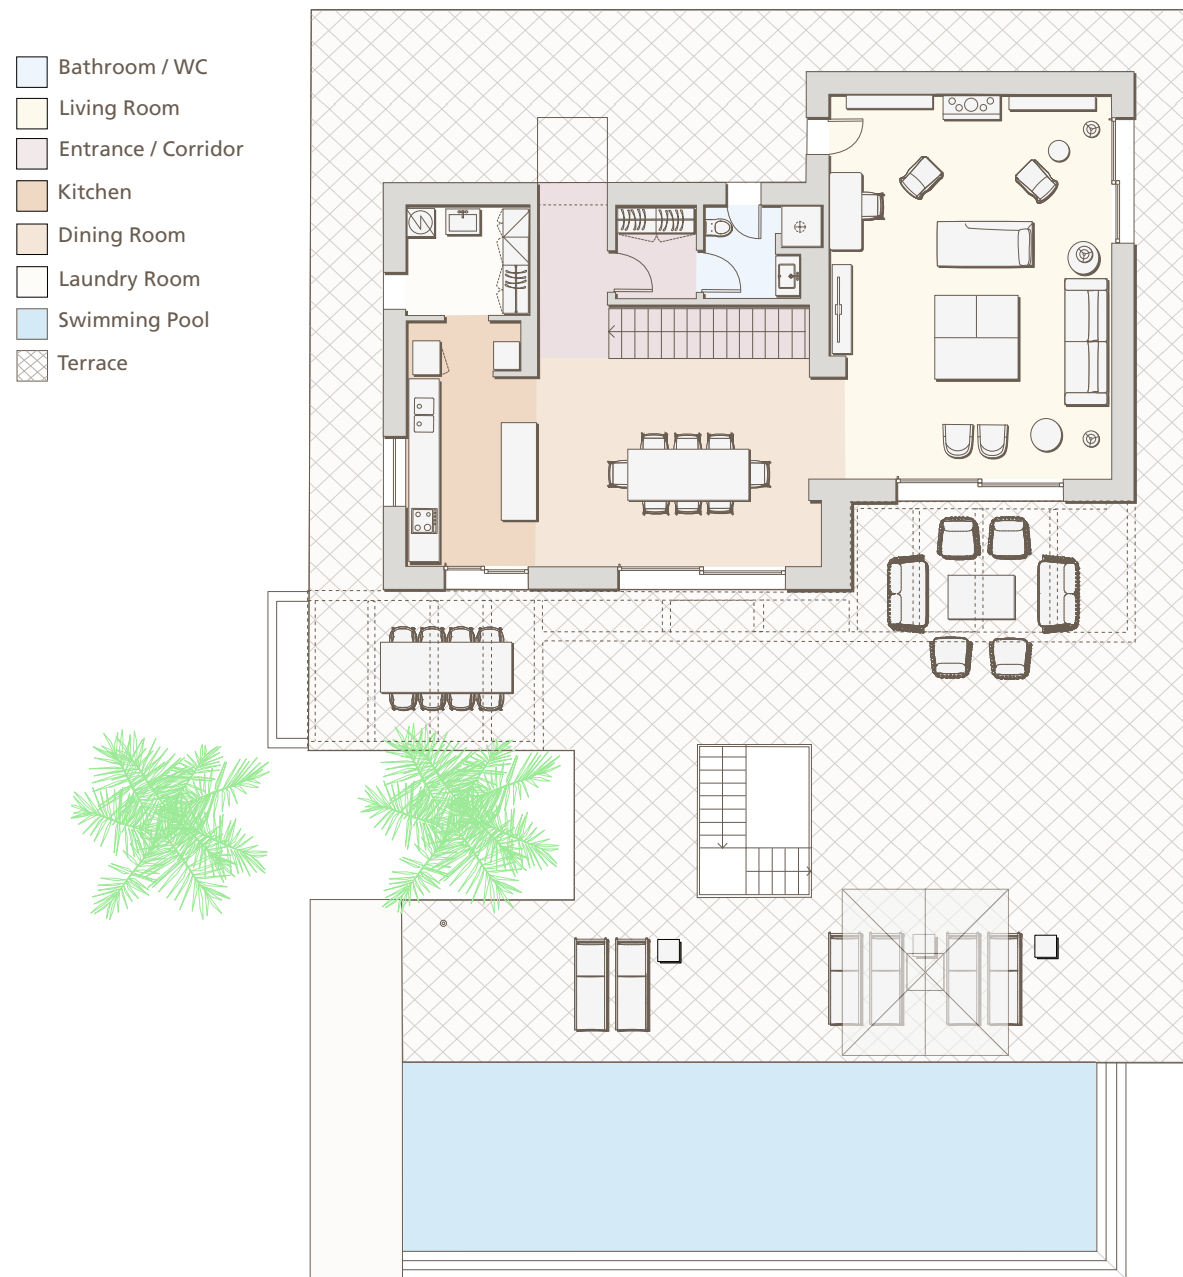 Bathroom / WC
Living Room
Entrance / Corridor
Kitchen
Dining Room
Laundry Room
Swimming Pool
Terrace